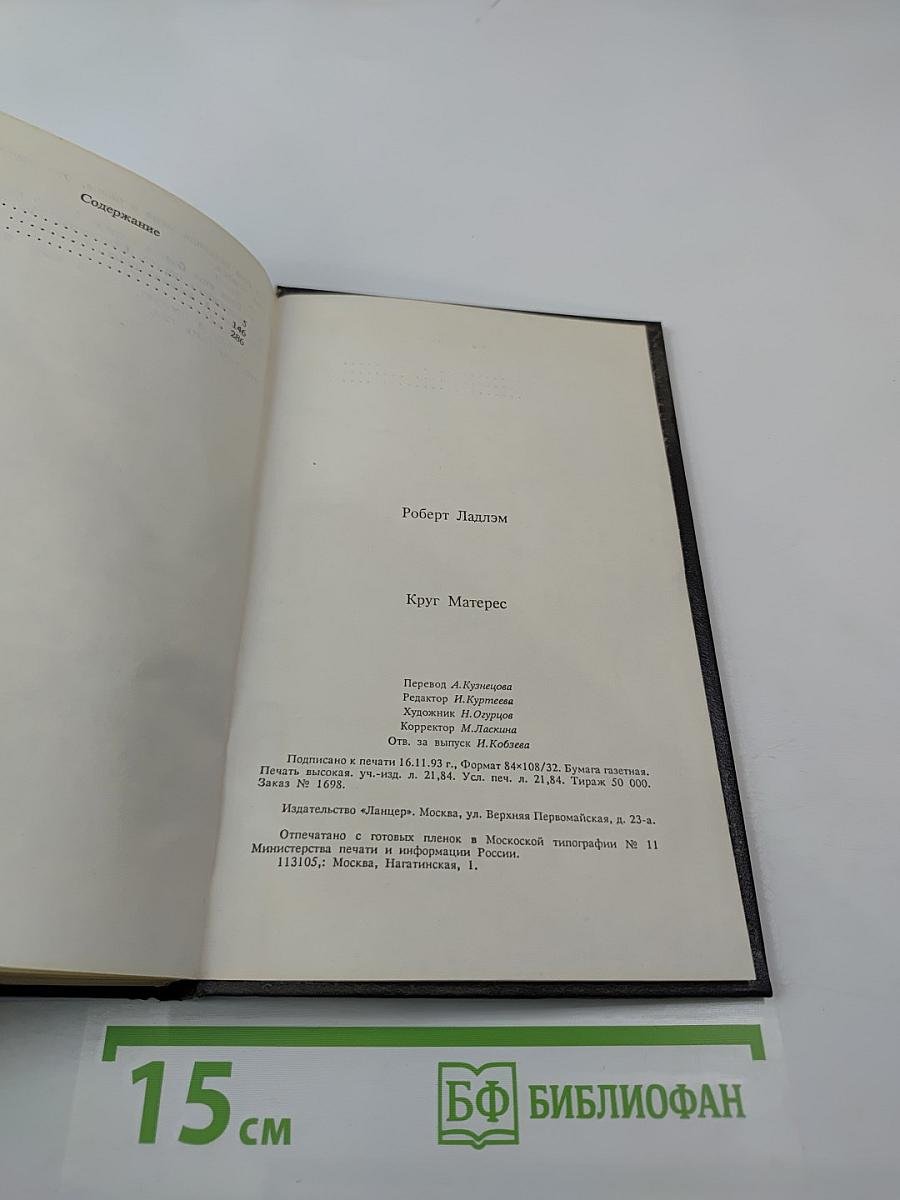 Содержание
5
146
286
Роберт Ладлэм
Круг Матерес
Перевод А.Кузнецова
Редактор И.Куртеева
Художник Н.Огурцов
Корректор М.Ласкина
Отв. за выпуск И.Кобзева
Подписано к печати 16.11.93 г., Формат 84×108/32. Бумага газетная.
Печать высокая. уч.-изд. л. 21,84. Усл. печ. л. 21,84. Тираж 50 000.
Заказ № 1698.
Издательство «Ланцер». Москва, ул. Верхняя Первомайская, д. 23-а.
Отпечатано с готовых пленок в Москоской типографии № 11
Министерства печати и информации России.
113105,: Москва, Нагатинская, 1.
15 см
БФ БИБЛИОФАН